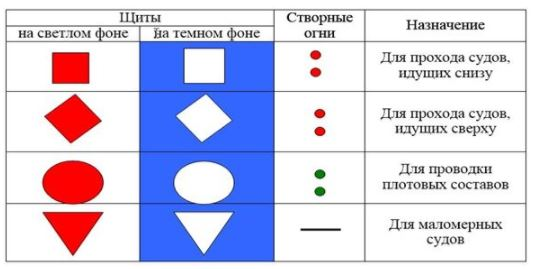 Щиты
на светлом фоне
на темном фоне
Створные
огни
Назначение
Для прохода судов,
идущих снизу
Для прохода судов,
идущих сверху
Для проводки
плотовых составов
Для маломерных
судов